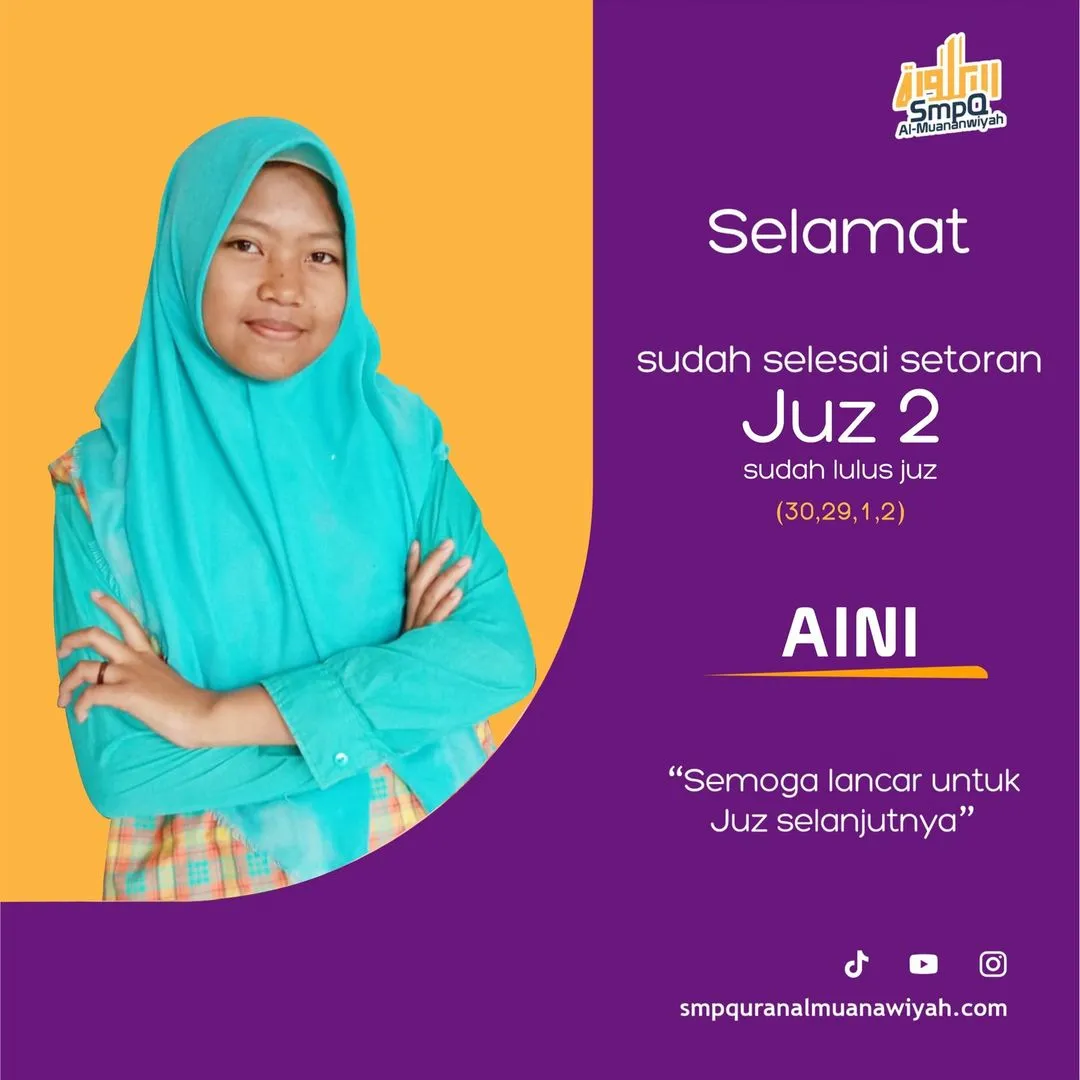 SmpQ
Al-Muananwiyah
Selamat
sudah selesai setoran
Juz 2
sudah lulus juz
(30,29,1,2)
AINI
“Semoga lancar untuk
Juz selanjutnya”
smpquranalmuanawiyah.com